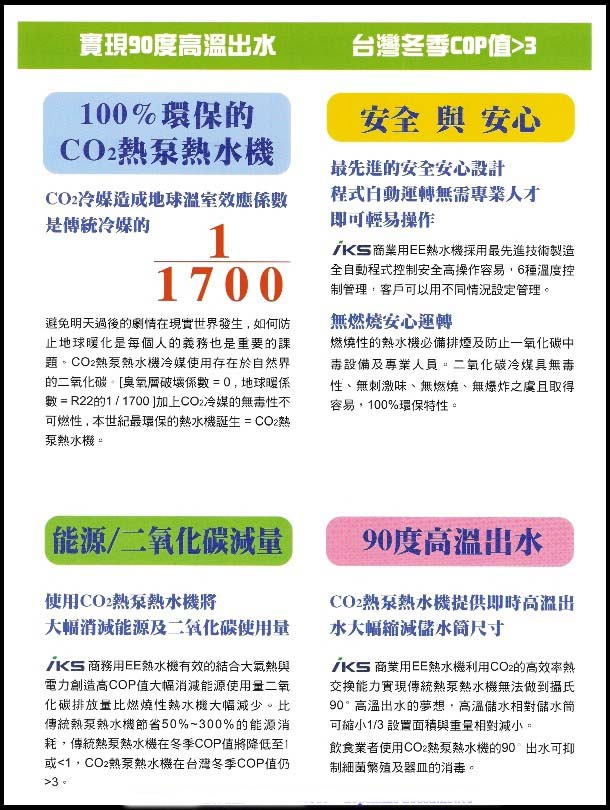 實現90度高溫出水
台灣冬季COP值>3
100%環保的
CO2熱泵熱水機
CO2冷媒造成地球溫室效應係數
是傳統冷媒的
1
1700
避免明天過後的劇情在現實世界發生,如何防
止地球暖化是每個人的義務也是重要的課
題。CO2熱泵熱水機冷媒使用存在於自然界
的二氧化碳。[臭氧層破壞係數 = 0,地球暖係
數 = R22的1 / 1700 ]加上CO2冷媒的無毒性不
可燃性,本世紀最環保的熱水機誕生 = CO2熱
泵熱水機。
安全 與 安心
最先進的安全安心設計
程式自動運轉無需專業人才
即可輕易操作
iKS 商業用EE熱水機採用最先進技術製造
全自動程式控制安全高操作容易,6種溫度控
制管理,客戶可以用不同情況設定管理。
無燃燒安心運轉
燃燒性的熱水機必備排煙及防止一氧化碳中
毒設備及專業人員。二氧化碳冷媒具無毒
性、無刺激味、無燃燒、無爆炸之虞且取得
容易,100%環保特性。
能源/二氧化碳減量
使用CO2熱泵熱水機將
大幅消減能源及二氧化碳使用量
iKS 商務用EE熱水機有效的結合大氣熱與
電力創造高COP值大幅消減能源使用量二氧
化碳排放量比燃燒性熱水機大幅減少。比
傳統熱泵熱水機節省50%~300%的能源消
耗,傳統熱泵熱水機在冬季COP值將降低至1
或<1,CO2熱泵熱水機在台灣冬季COP值仍
>3。
90度高溫出水
CO2熱泵熱水機提供即時高溫出
水大幅縮減儲水筒尺寸
iKS 商業用EE熱水機利用CO2的高效率熱
交換能力實現傳統熱泵熱水機無法做到攝氏
90°高溫出水的夢想,高溫儲水相對儲水筒
可縮小1/3 設置面積與重量相對減小。
飲食業者使用CO2熱泵熱水機的90°出水可抑
制細菌繁殖及器皿的消毒。